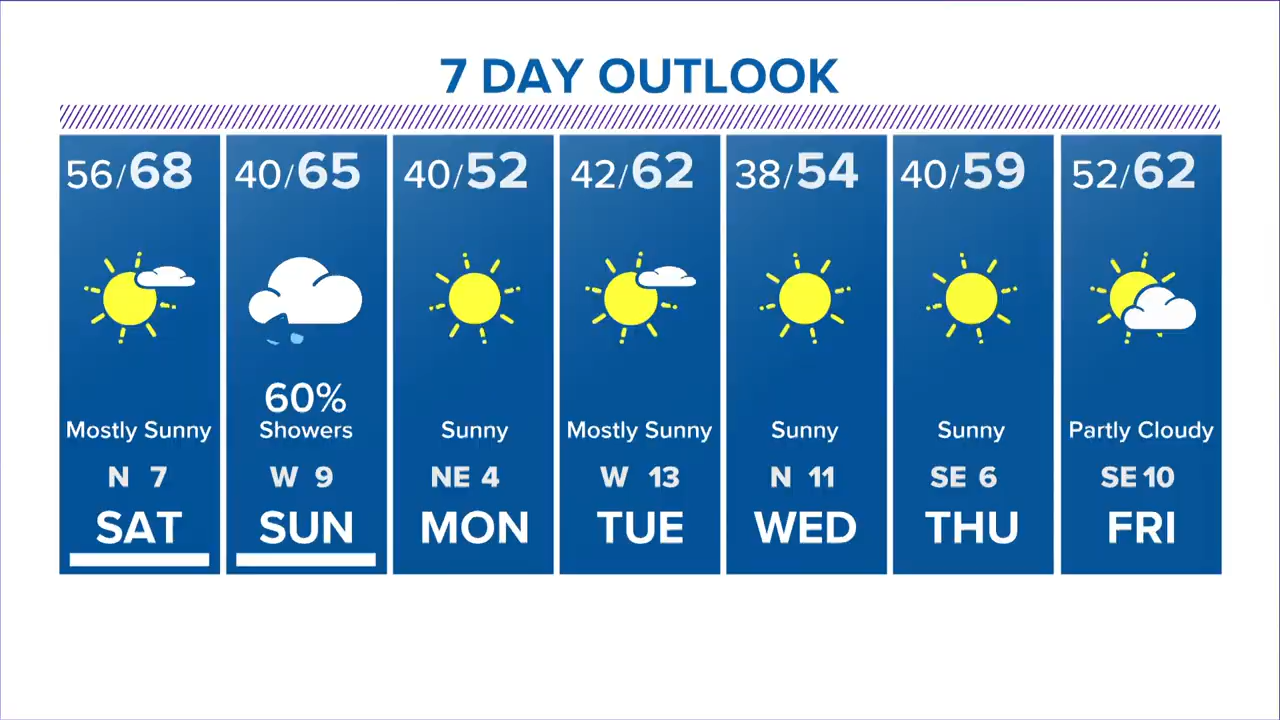 7 DAY OUTLOOK
56/68
40/65
40/52
42/62
38/54
40/59
52/62
60%
Mostly Sunny
Showers
Sunny
Mostly Sunny
Sunny
Sunny
Partly Cloudy
N 7
W 9
NE 4
W 13
N 11
SE 6
SE 10
SAT
SUN
MON
TUE
WED
THU
FRI